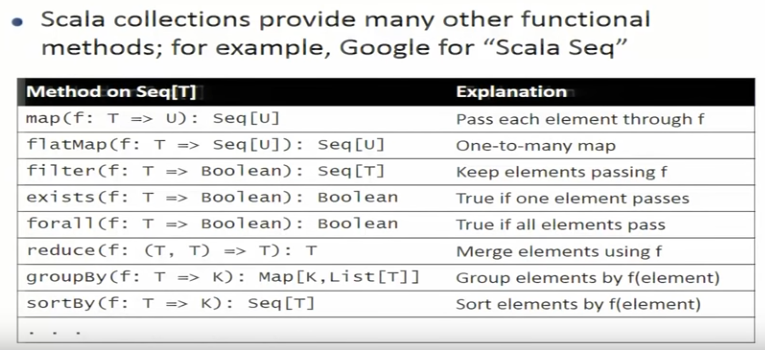 • Scala collections provide many other functional
methods; for example, Google for “Scala Seq”
Method on Seq[T] Explanation
map(f: T => U): Seq[U] Pass each element through f
flatMap(f: T => Seq[U]): Seq[U] One-to-many map
filter(f: T => Boolean): Seq[T] Keep elements passing f
exists(f: T => Boolean): Boolean True if one element passes
forall(f: T => Boolean): Boolean True if all elements pass
reduce(f: (T, T) => T): T Merge elements using f
groupBy(f: T => K): Map[K,List[T]] Group elements by f(element)
sortBy(f: T => K): Seq[T] Sort elements by f(element)
. . .